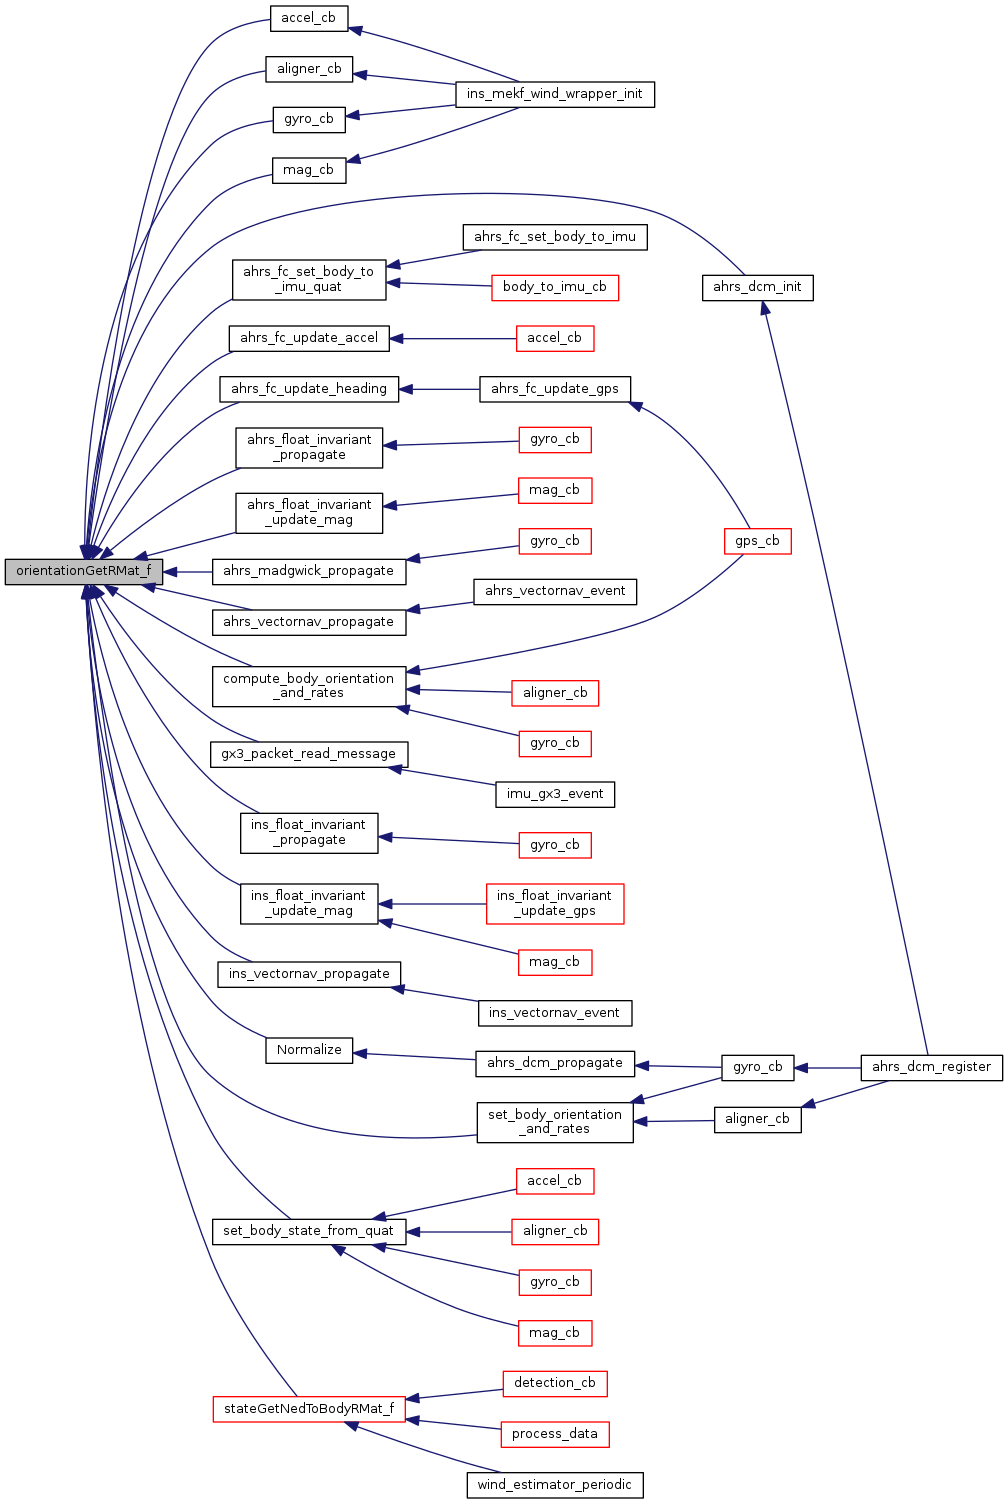 accel_cb
aligner_cb
ins_mekf_wind_wrapper_init
gyro_cb
mag_cb
ahrs_fc_set_body_to_imu
ahrs_fc_set_body_to
_imu_quat
body_to_imu_cb
ahrs_dcm_init
ahrs_fc_update_accel
accel_cb
ahrs_fc_update_heading
ahrs_fc_update_gps
ahrs_float_invariant
_propagate
gyro_cb
ahrs_float_invariant
_update_mag
mag_cb
gps_cb
orientationGetRMat_f
ahrs_madgwick_propagate
gyro_cb
ahrs_vectornav_propagate
ahrs_vectornav_event
compute_body_orientation
_and_rates
aligner_cb
gyro_cb
gx3_packet_read_message
imu_gx3_event
ins_float_invariant
_propagate
gyro_cb
ins_float_invariant
_update_mag
ins_float_invariant
_update_gps
mag_cb
ins_vectornav_propagate
ins_vectornav_event
Normalize
ahrs_dcm_propagate
gyro_cb
ahrs_dcm_register
set_body_orientation
_and_rates
aligner_cb
accel_cb
set_body_state_from_quat
aligner_cb
gyro_cb
mag_cb
detection_cb
stateGetNedToBodyRMat_f
process_data
wind_estimator_periodic